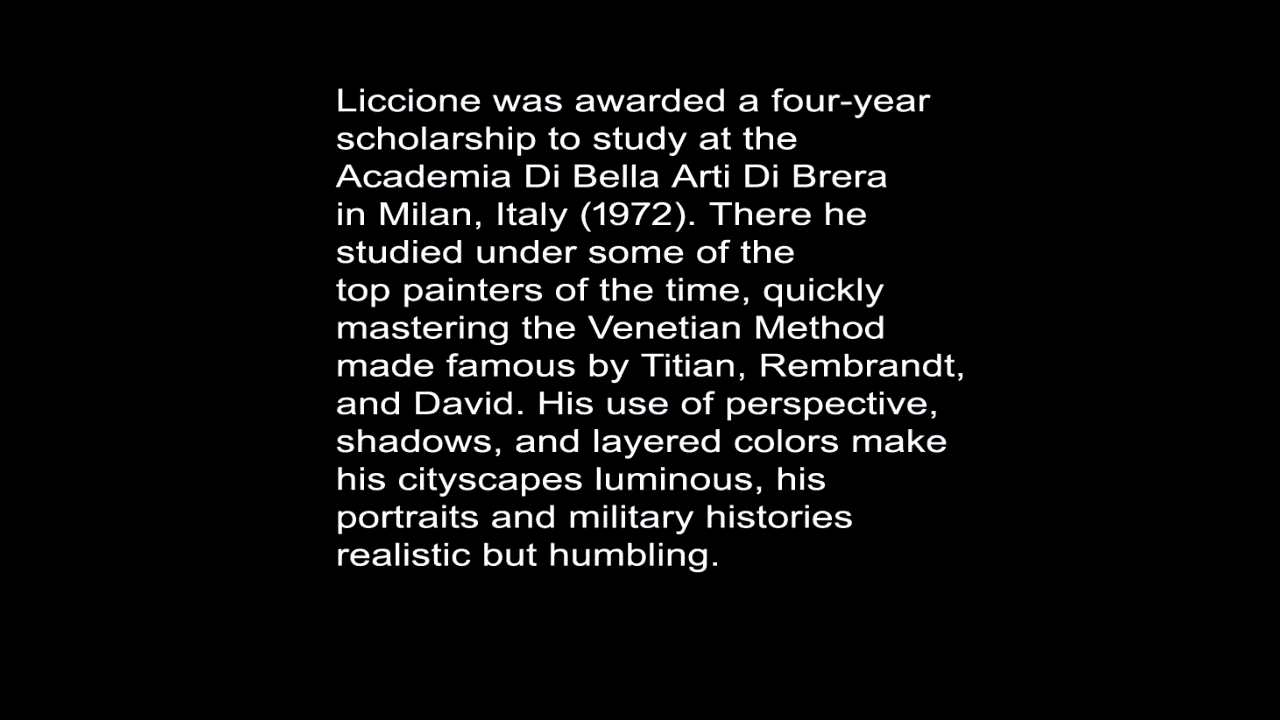 Liccione was awarded a four-year
scholarship to study at the
Academia Di Bella Arti Di Brera
in Milan, Italy (1972). There he
studied under some of the
top painters of the time, quickly
mastering the Venetian Method
made famous by Titian, Rembrandt,
and David. His use of perspective,
shadows, and layered colors make
his cityscapes luminous, his
portraits and military histories
realistic but humbling.